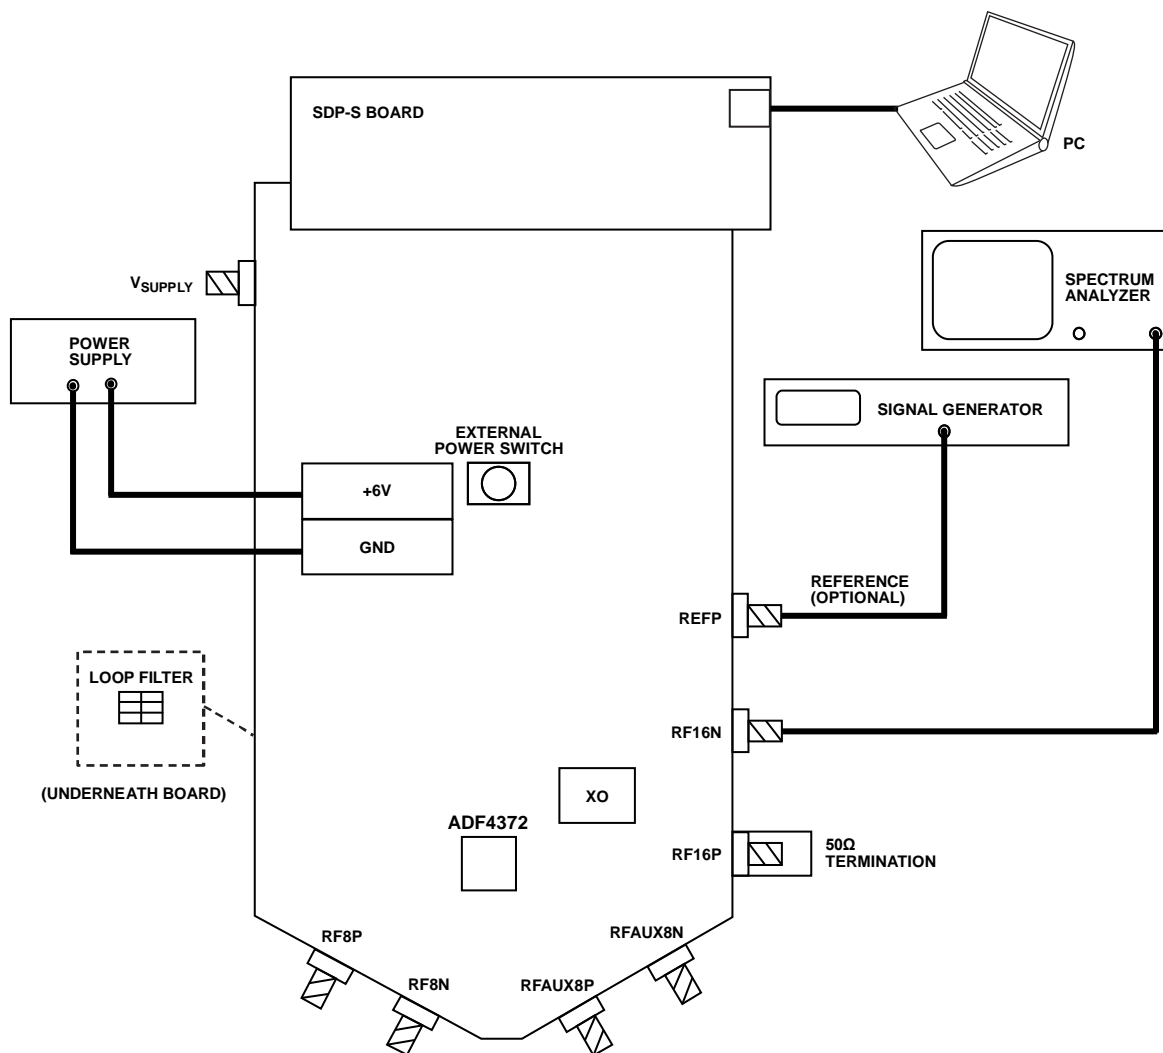 SDP-S BOARD
PC
VSUPPLY
SPECTRUM
ANALYZER
POWER
SUPPLY
SIGNAL GENERATOR
EXTERNAL
POWER SWITCH
+6V
GND
REFERENCE
(OPTIONAL)
REFP
LOOP FILTER
RF16N
(UNDERNEATH BOARD)
XO
ADF4372
RF16P
50Ω
TERMINATION
RF8P
RF8N
RFAUX8P
RFAUX8N